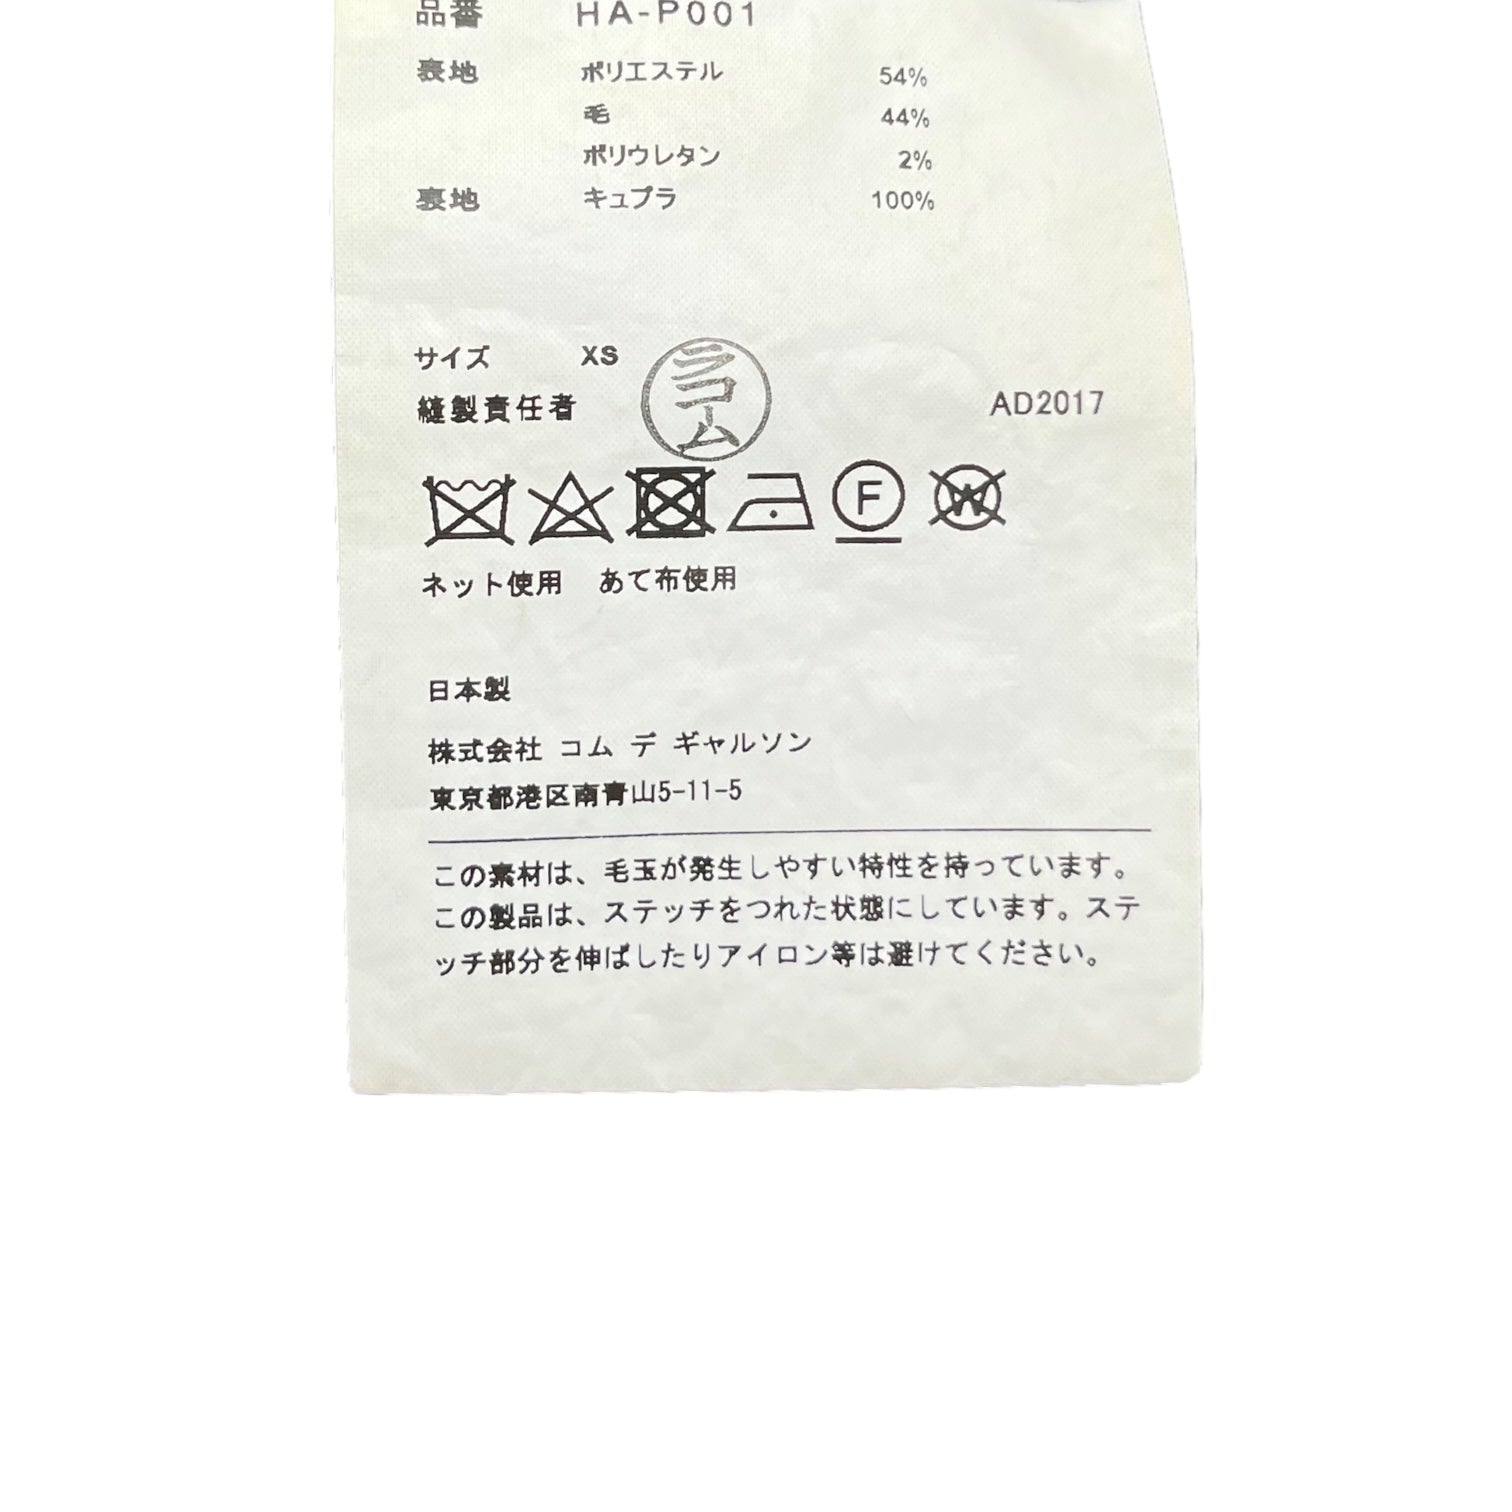 品番 HA-P001
表地 ポリエステル 54%
毛 44%
ポリウレタン 2%
裏地 キュプラ 100%
サイズ XS
ラコーム
縫製責任者
AD2017
F
W
ネット使用 あて布使用
日本製
株式会社 コム デ ギャルソン
東京都港区南青山5-11-5
この素材は、毛玉が発生しやすい特性を持っています。
この製品は、ステッチをつれた状態にしています。ステ
ッチ部分を伸ばしたりアイロン等は避けてください。